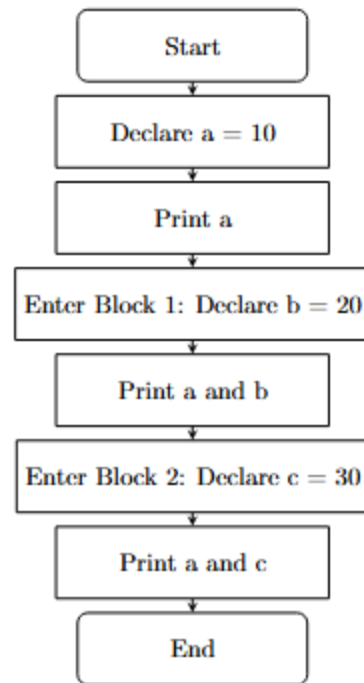 Start
Declare a = 10
Print a
Enter Block 1: Declare b = 20
Print a and b
Enter Block 2: Declare c = 30
Print a and c
End